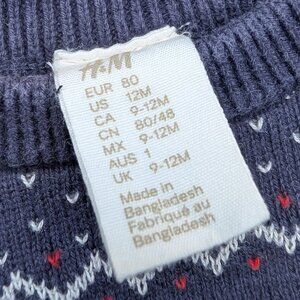 H&M
EUR 80
US 12M
CA 9-12M
CN 80/48
MX 9-12M
AUS 1
UK 9-12M
Made in
Bangladesh
Fabriqué au
Bangladesh